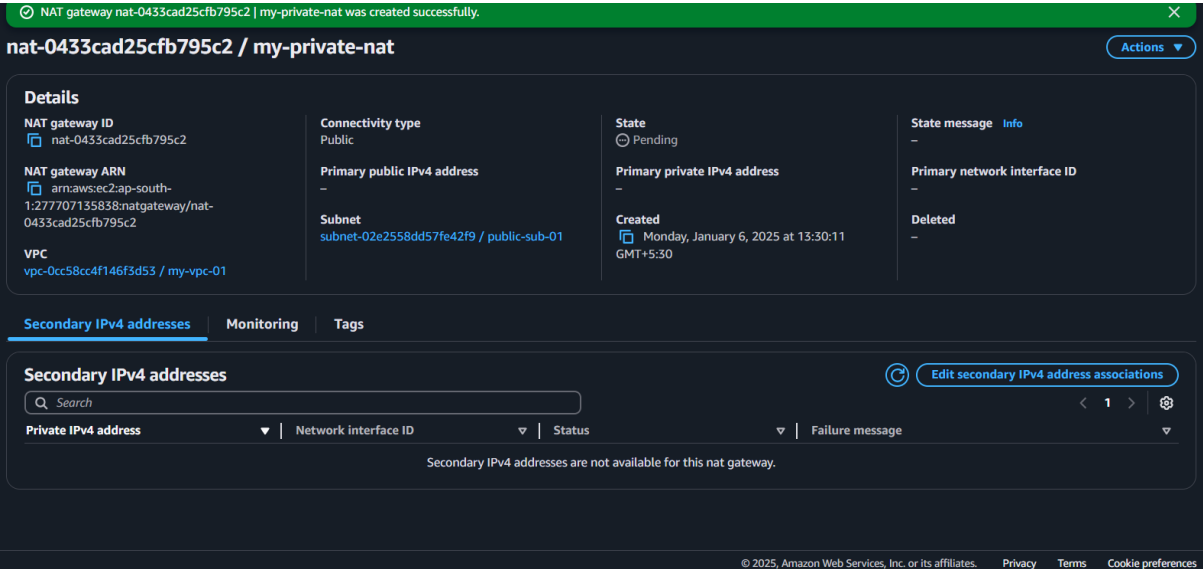 NAT gateway nat-0433cad25cfb795c2 | my-private-nat was created successfully.
nat-0433cad25cfb795c2 / my-private-nat
Actions
Details
NAT gateway ID
nat-0433cad25cfb795c2
NAT gateway ARN
arn:aws:ec2:ap-south-
1:277707135838:natgateway/nat-
0433cad25cfb795c2
VPC
vpc-0cc58cc4f146f3d53 / my-vpc-01
Connectivity type
Public
Primary public IPv4 address
–
Subnet
subnet-02e2558dd57fe42f9 / public-sub-01
State
Pending
Primary private IPv4 address
–
Created
Monday, January 6, 2025 at 13:30:11
GMT+5:30
State message Info
–
Primary network interface ID
–
Deleted
–
Secondary IPv4 addresses
Monitoring
Tags
Secondary IPv4 addresses
Edit secondary IPv4 address associations
Search
1
Private IPv4 address
Network interface ID
Status
Failure message
Secondary IPv4 addresses are not available for this nat gateway.
© 2025, Amazon Web Services, Inc. or its affiliates. Privacy Terms Cookie preferences